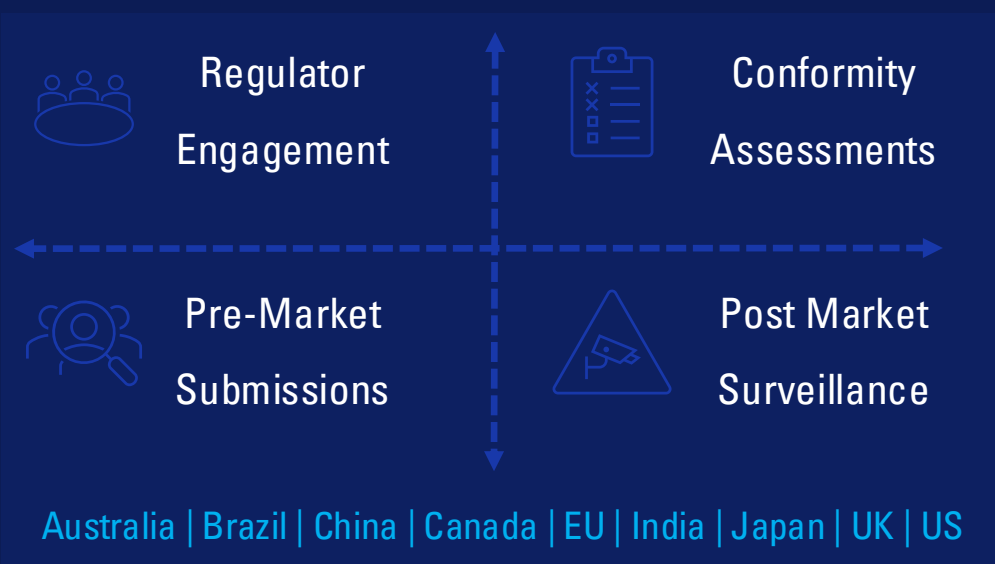 Regulator
Engagement
Conformity
Assessments
Pre-Market
Submissions
Post Market
Surveillance
Australia | Brazil | China | Canada | EU | India | Japan | UK | US